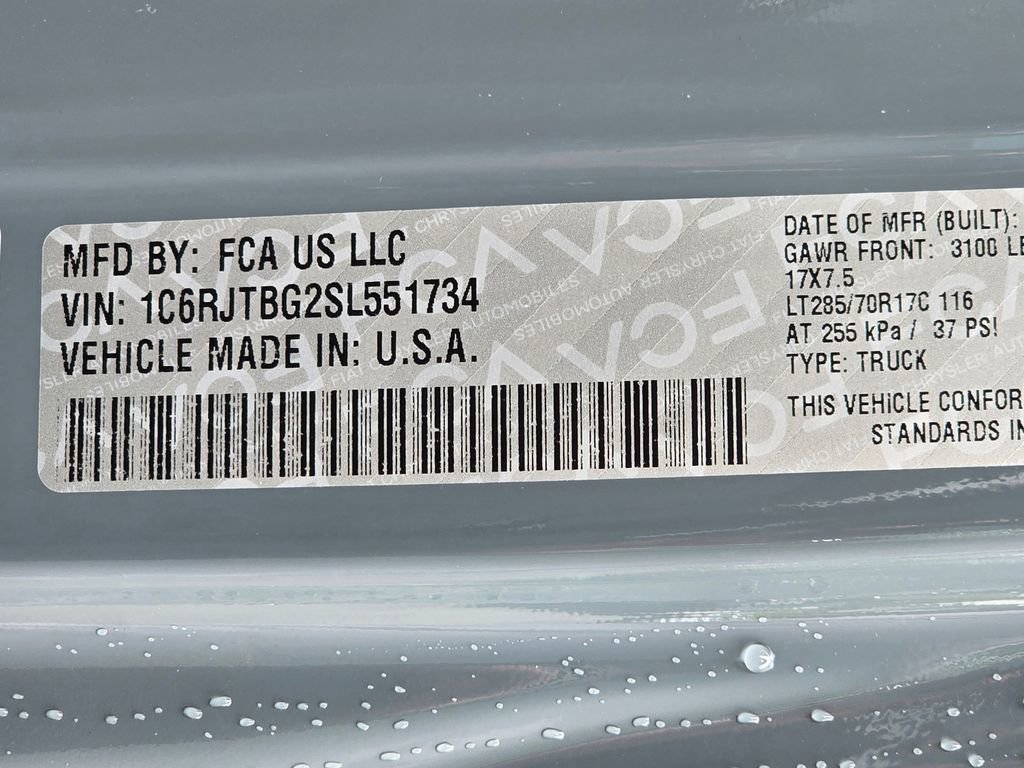 MFD BY: FCA US LLC
VIN: 1C6RJTBG2SL551734
VEHICLE MADE IN: U.S.A.
DATE OF MFR (BUILT):
GAWR FRONT: 3100 LB
17X7.5
LT285/70R17C 116
AT 255 kPa / 37 PSI
TYPE: TRUCK
THIS VEHICLE CONFOR
STANDARDS IN